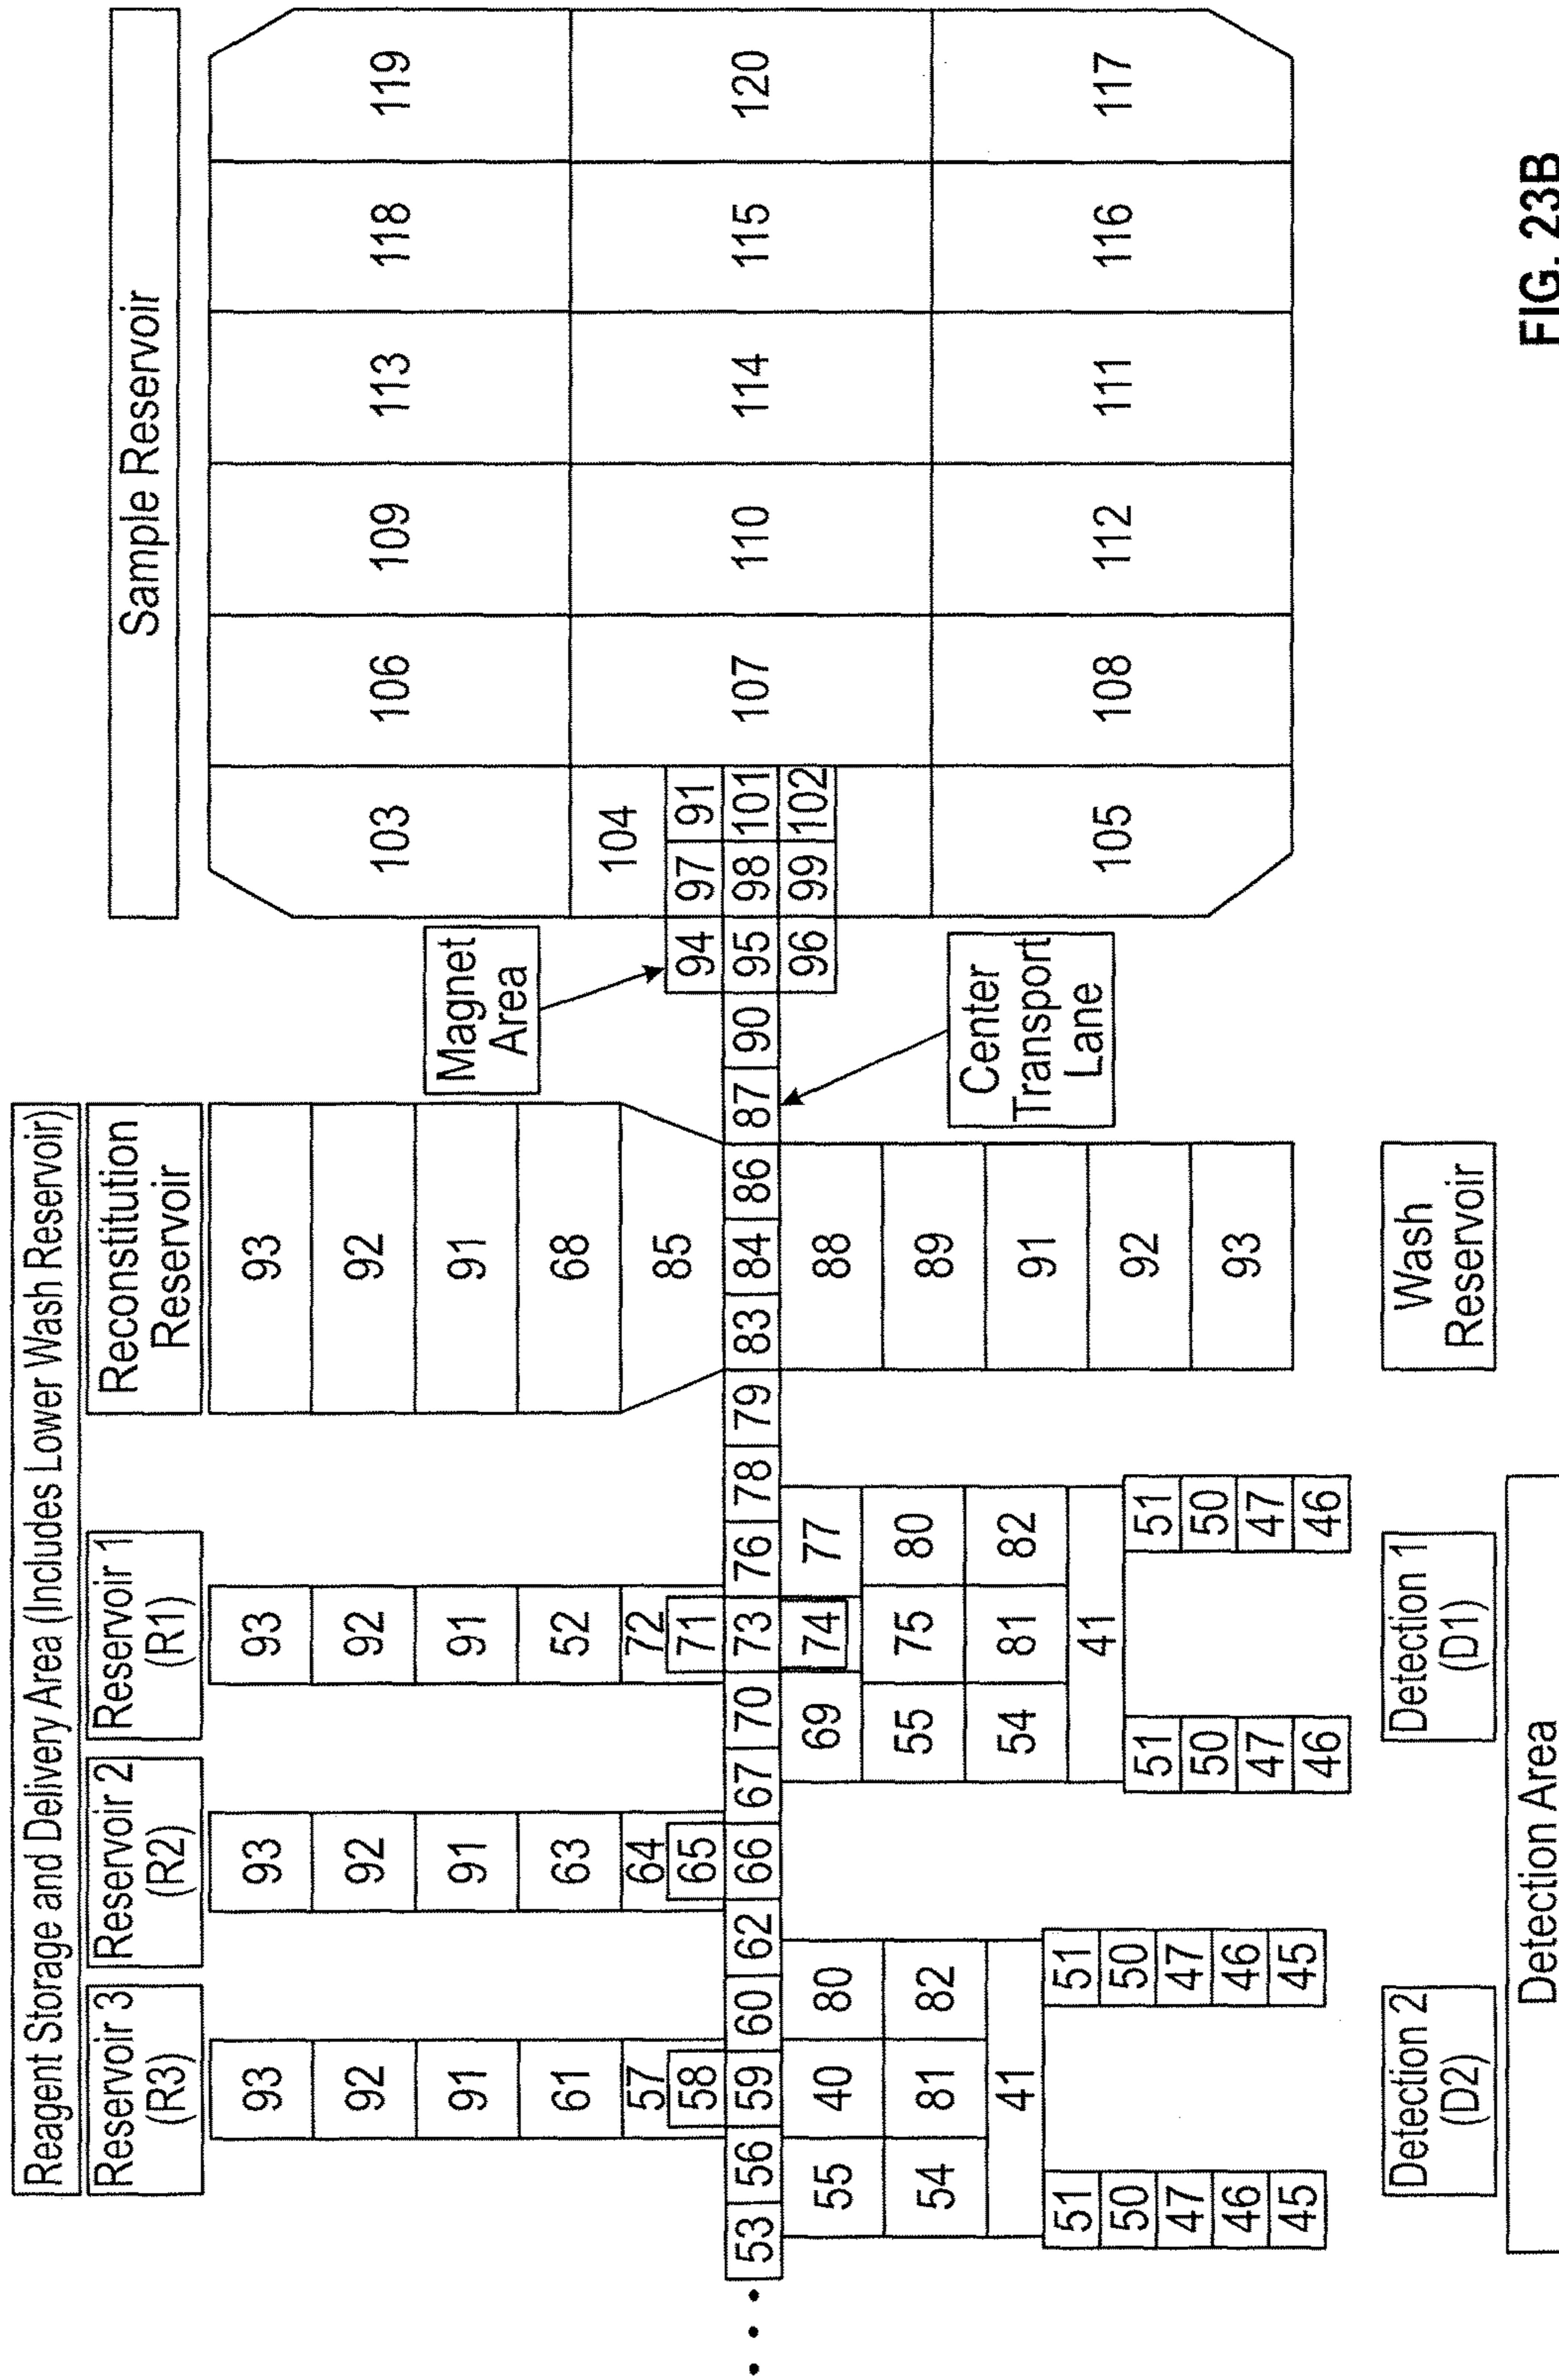 Reagent Storage and Delivery Area (Includes Lower Wash Reservoir)
Sample Reservoir
Reservoir 3
(R3)
Reservoir 2
(R2)
Reservoir 1
(R1)
Reconstitution
Reservoir
93
92
91
61
57
58
93
92
91
63
64
65
93
92
91
52
72
71
93
92
91
68
85
Magnet
Area
103 106 109 113 118 119
104 107 110 114 115 120
105 108 112 111 116 117
94 97 91
• • • 53 56 59 60 62 66 67 70 73 76 78 79 83 84 86 87 90 95 98 101
96 99 102
Center
Transport
Lane
55 40 80
54 81 82
41
51 51
50 50
47 47
46 46
45 45
69 74 77
55 75 80
54 81 82
41
51 51
50 50
47 47
46 46
88
89
91
92
93
Detection 2
(D2)
Detection 1
(D1)
Wash
Reservoir
Detection Area
FIG. 23B